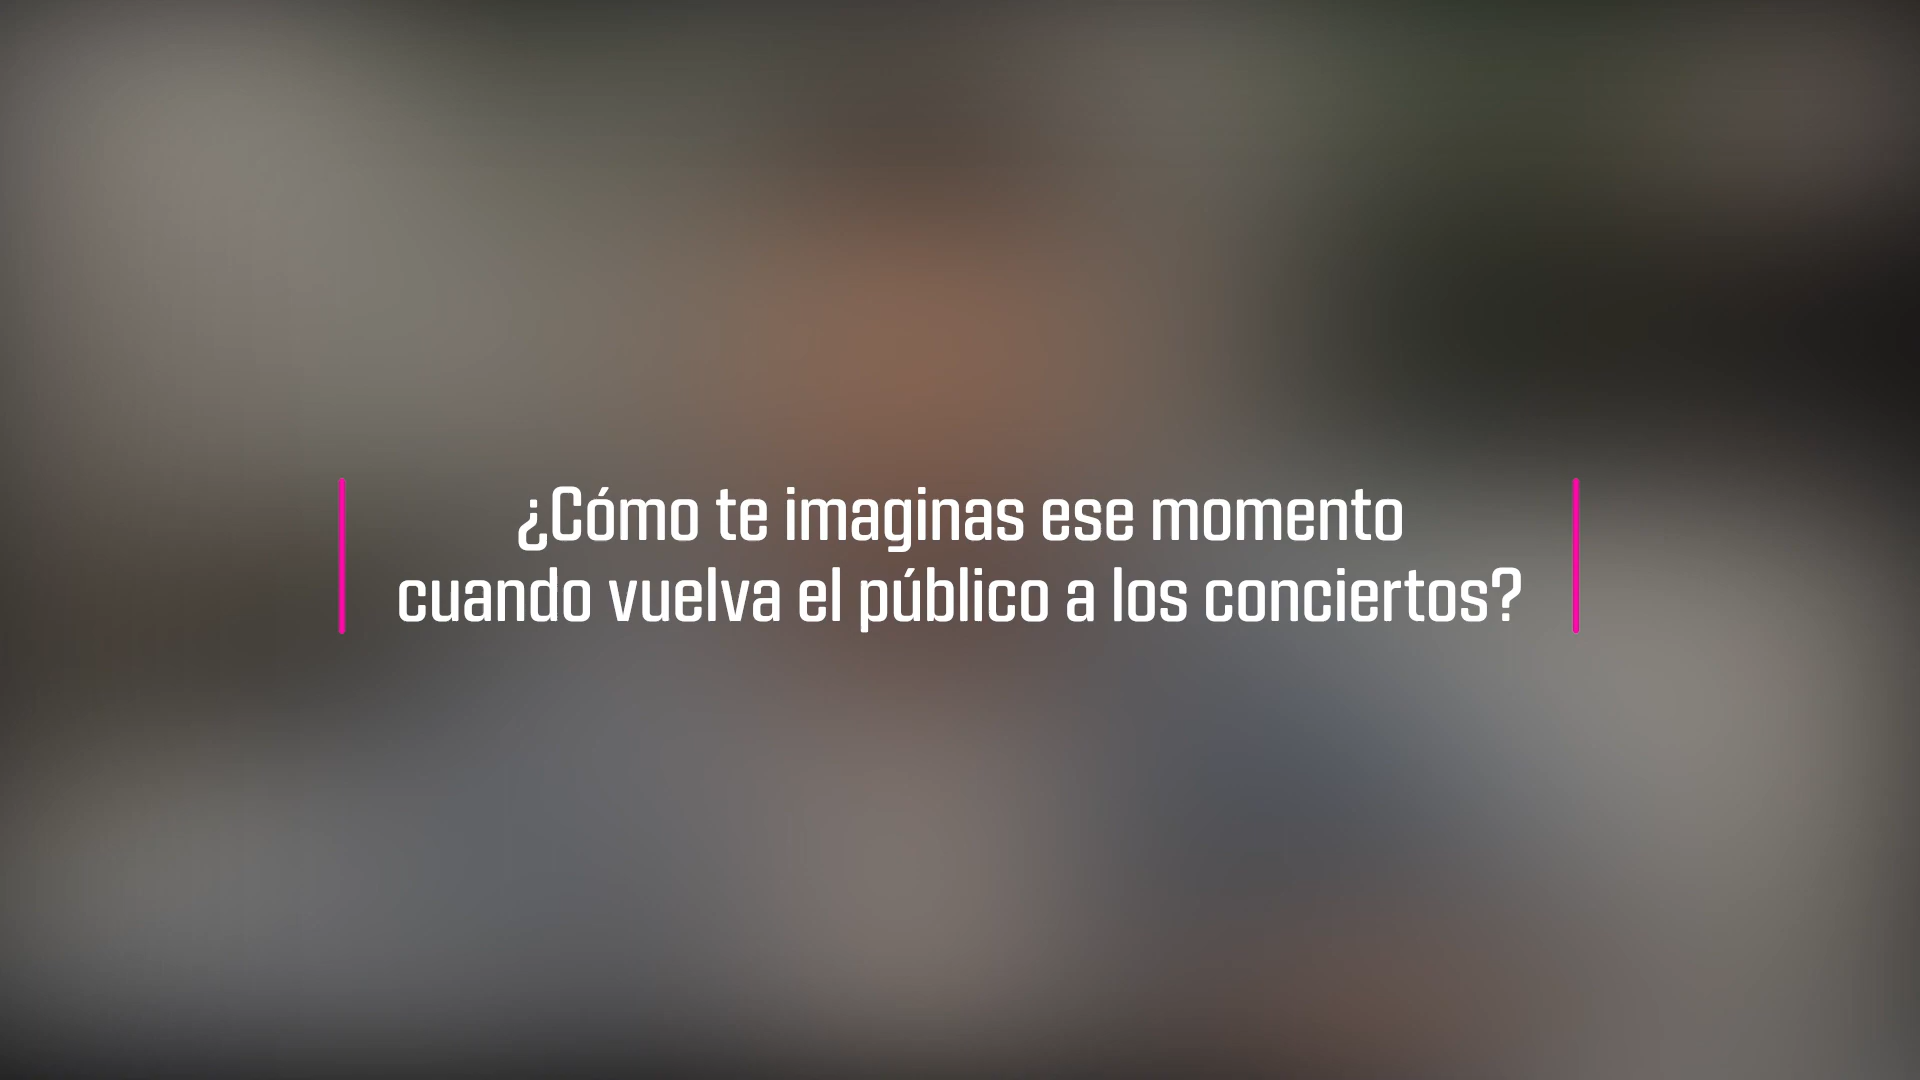 ¿Cómo te imaginas ese momento
cuando vuelva el público a los conciertos?